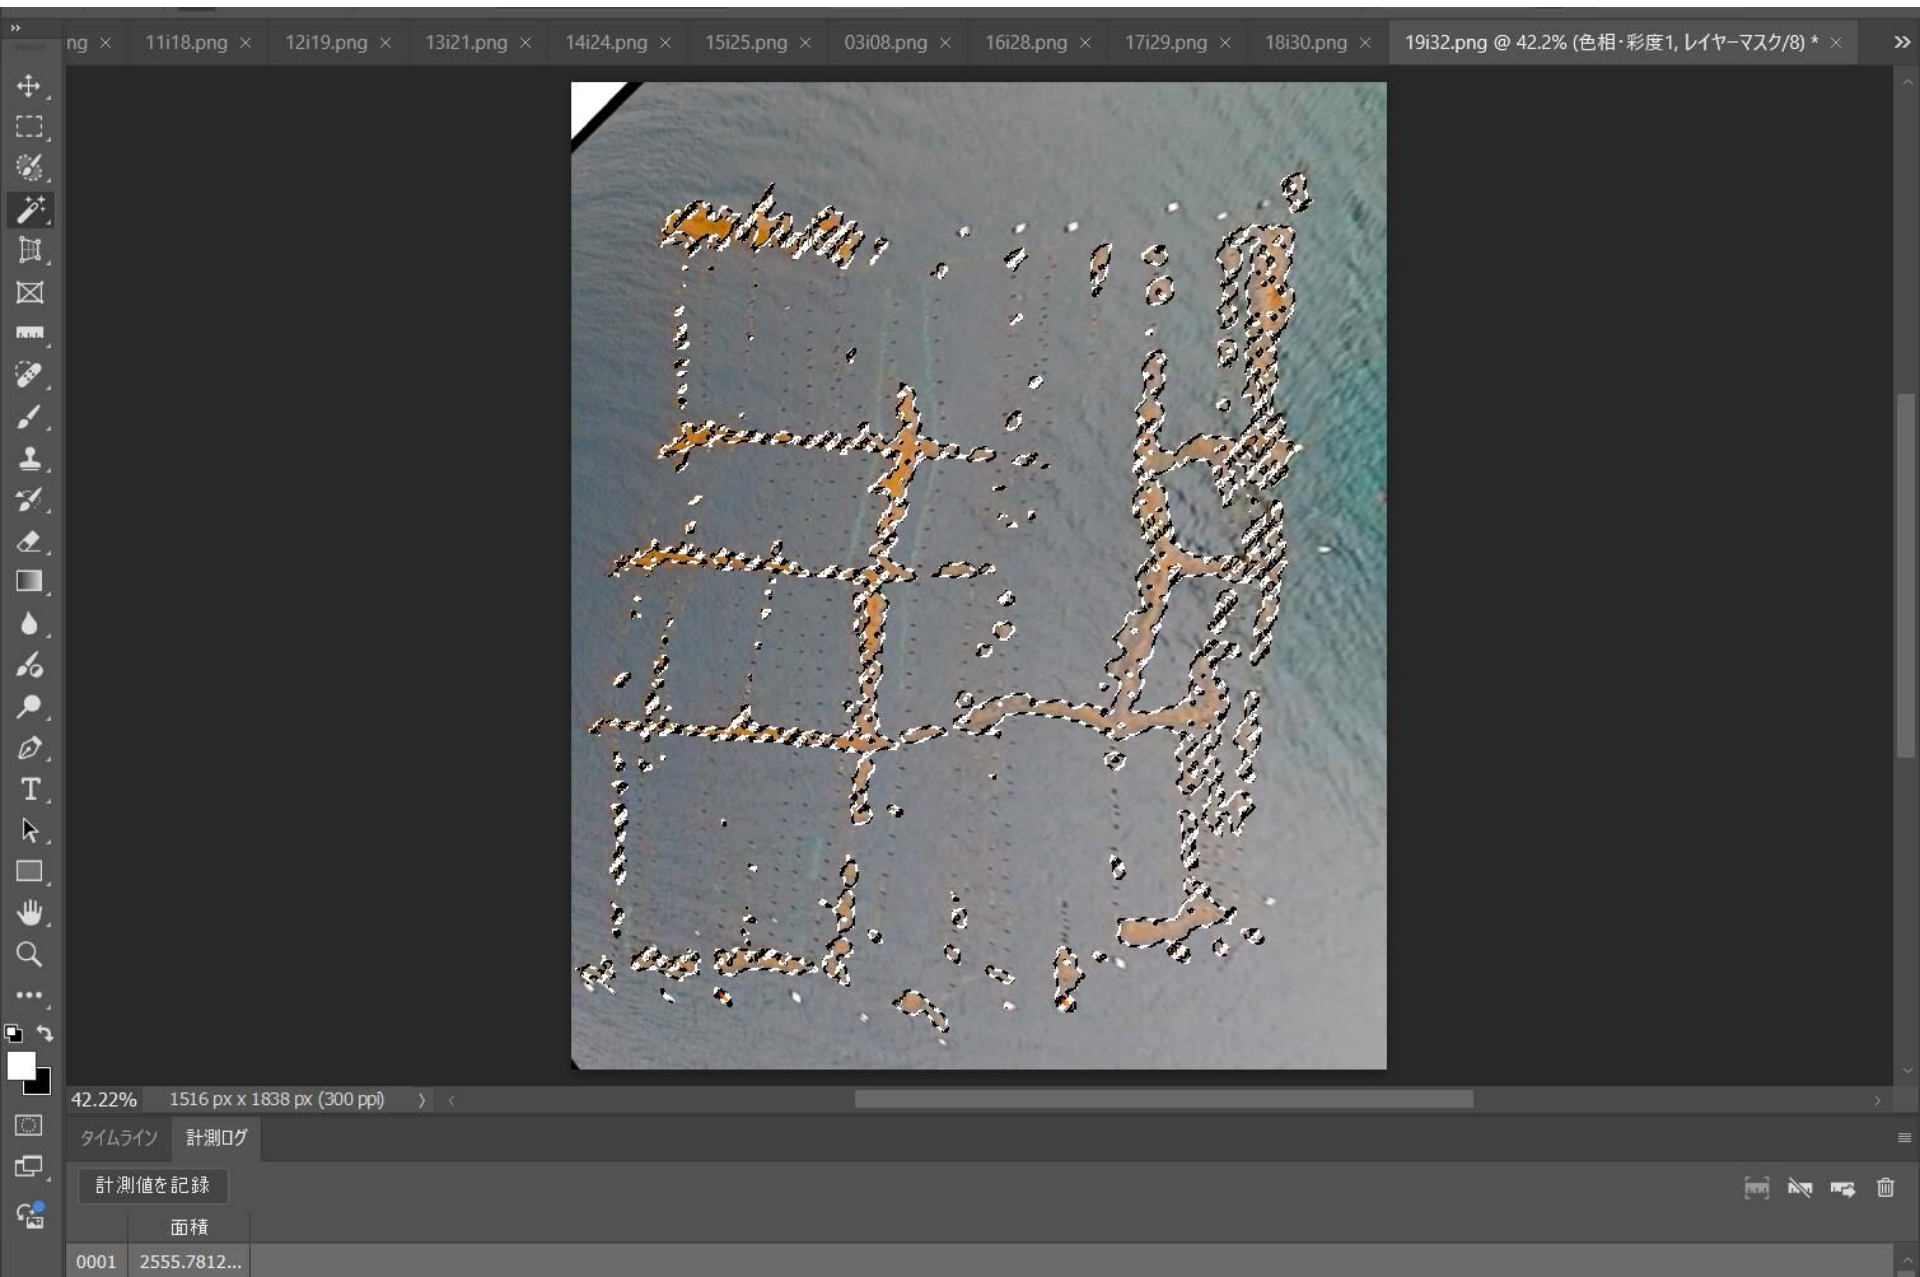 ng × 11i18.png × 12i19.png × 13i21.png × 14i24.png × 15i25.png × 03i08.png × 16i28.png × 17i29.png × 18i30.png × 19i32.png @ 42.2% (色相・彩度1, レイヤーマスク/8) * ×
42.22% 1516 px x 1838 px (300 ppi)
タイムライン 計測ログ
計測値を記録
面積
0001 2555.7812...